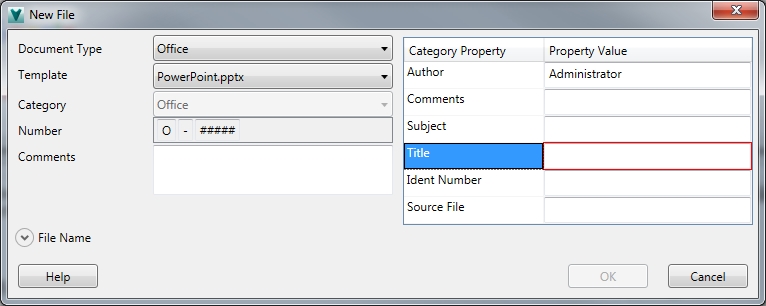 New File
Document Type
Office
Template
PowerPoint.pptx
Category
Office
Number
O - #####
Comments
Category Property Property Value
Author Administrator
Comments
Subject
Title
Ident Number
Source File
File Name
Help
OK
Cancel